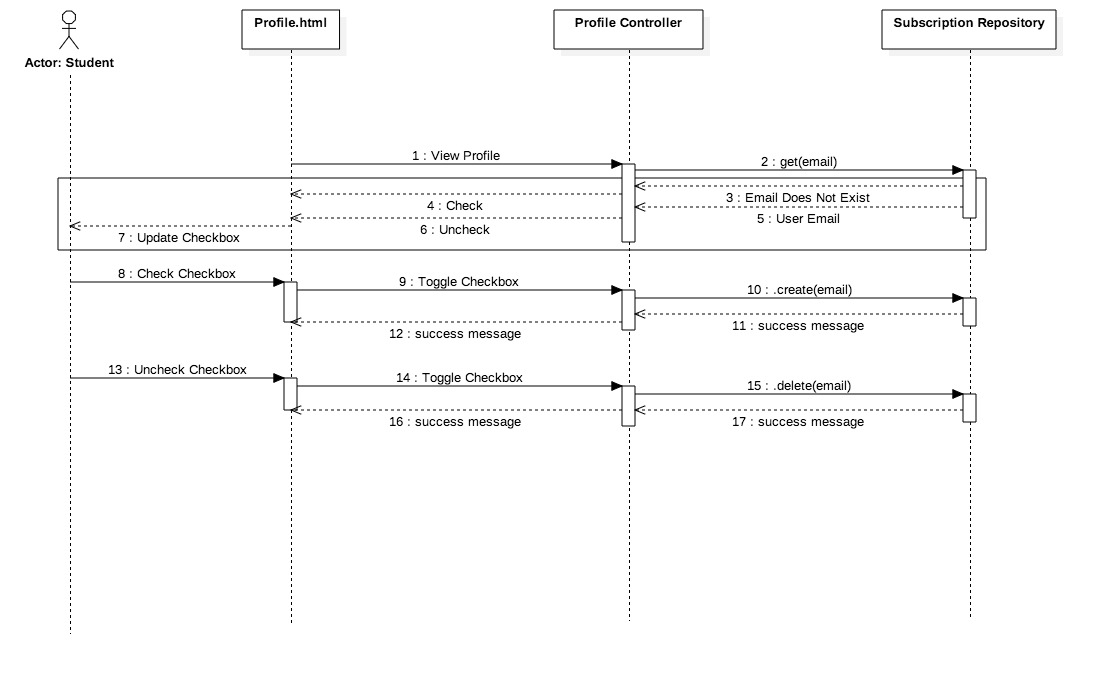 Profile.html
Profile Controller
Subscription Repository
Actor: Student
1 : View Profile
2 : get(email)
3 : Email Does Not Exist
4 : Check
5 : User Email
6 : Uncheck
7 : Update Checkbox
8 : Check Checkbox
9 : Toggle Checkbox
10 : .create(email)
11 : success message
12 : success message
13 : Uncheck Checkbox
14 : Toggle Checkbox
15 : .delete(email)
16 : success message
17 : success message